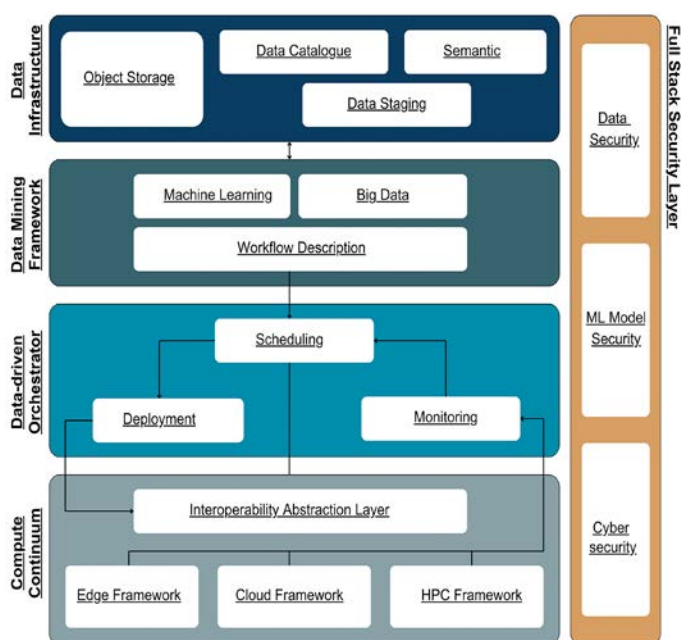 Data
Infrastructure
Object Storage
Data Catalogue
Semantic
Data Staging
Data Mining
Framework
Machine Learning
Big Data
Workflow Description
Data-driven
Orchestrator
Scheduling
Deployment
Monitoring
Compute
Continuum
Interoperability Abstraction Layer
Edge Framework
Cloud Framework
HPC Framework
Full Stack Security Layer
Data
Security
ML Model
Security
Cyber
security